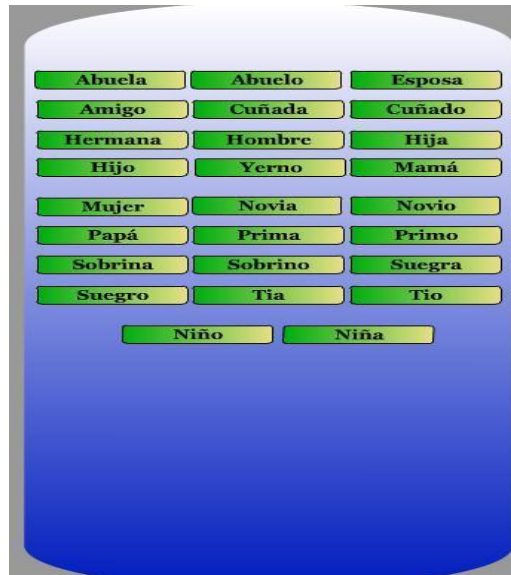 Abuela Abuelo Esposa
Amigo Cuñada Cuñado
Hermana Hombre Hija
Hijo Yerno Mamá
Mujer Novia Novio
Papá Prima Primo
Sobrina Sobrino Suegra
Suegro Tia Tio
Niño Niña